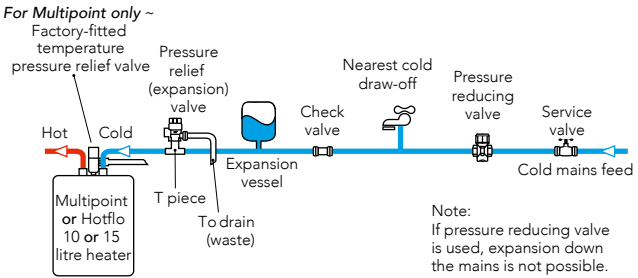 For Multipoint only ~
Factory-fitted
temperature
pressure relief valve
Pressure
relief
(expansion)
valve
Nearest cold
draw-off
Pressure
reducing
valve
Service
valve
Check
valve
Hot
Cold
Expansion
vessel
Cold mains feed
T piece
To drain
(waste)
Multipoint
or Hotflo
10 or 15
litre heater
Note:
If pressure reducing valve
is used, expansion down
the mains is not possible.